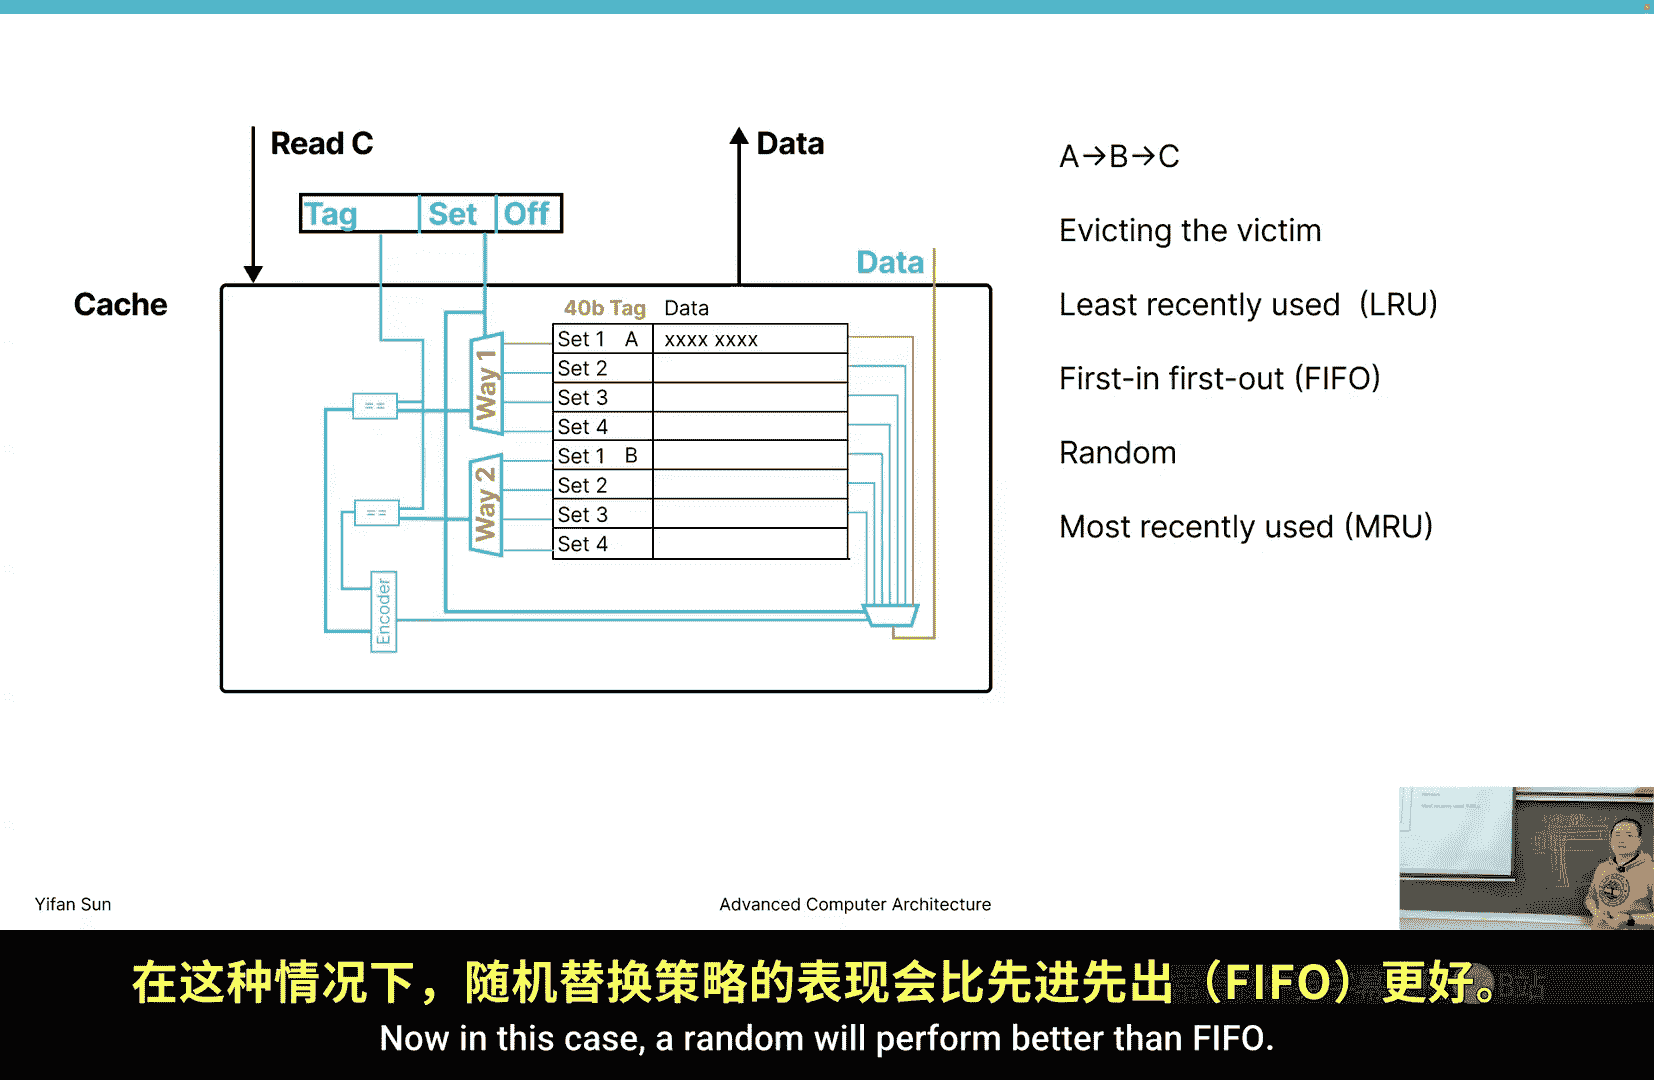 Read C
Data
Tag Set Off
Data
Cache
40b Tag Data
Set 1 A xxxx xxxx
Set 2
Set 3
Set 4
Set 1 B
Set 2
Set 3
Set 4
Way 1
Way 2
==
==
Encoder
A→B→C
Evicting the victim
Least recently used (LRU)
First-in first-out (FIFO)
Random
Most recently used (MRU)
Yifan Sun
Advanced Computer Architecture
在这种情况下，随机替换策略的表现会比先进先出（FIFO）更好。
Now in this case, a random will perform better than FIFO.